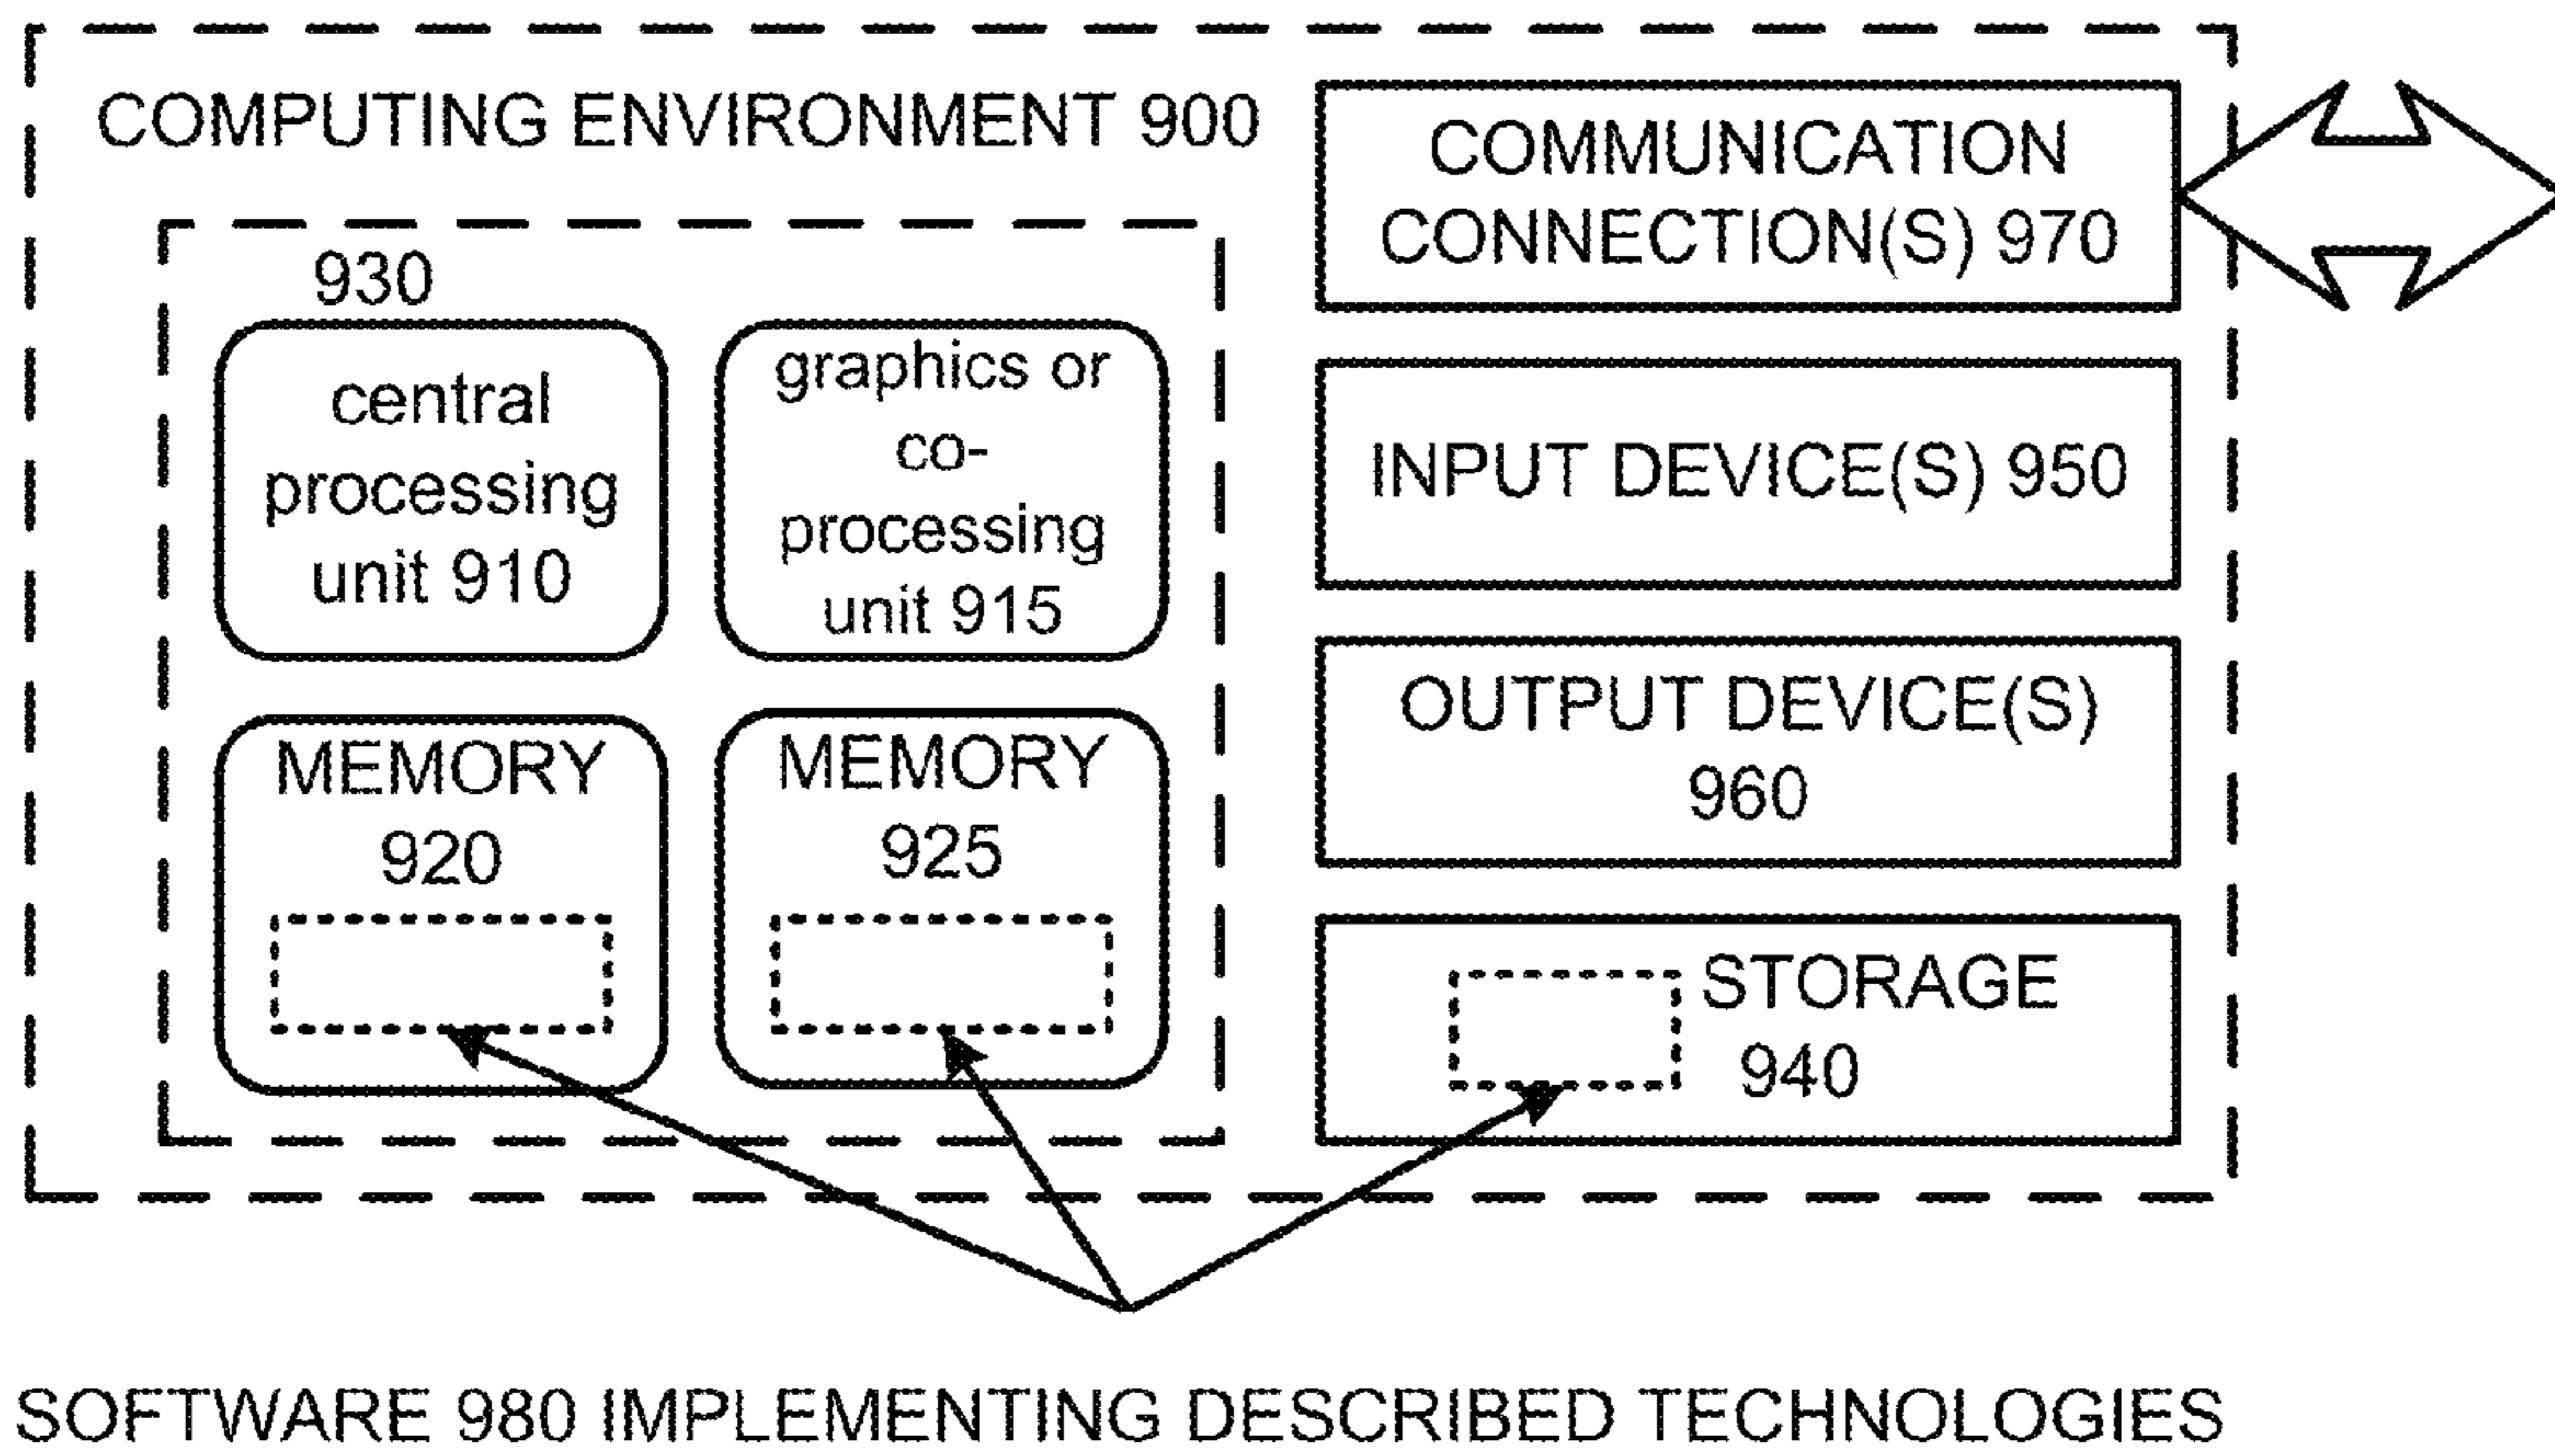 COMPUTING ENVIRONMENT 900
930
central
processing
unit 910
graphics or
co-
processing
unit 915
MEMORY
920
MEMORY
925
COMMUNICATION
CONNECTION(S) 970
INPUT DEVICE(S) 950
OUTPUT DEVICE(S)
960
STORAGE
940
SOFTWARE 980 IMPLEMENTING DESCRIBED TECHNOLOGIES